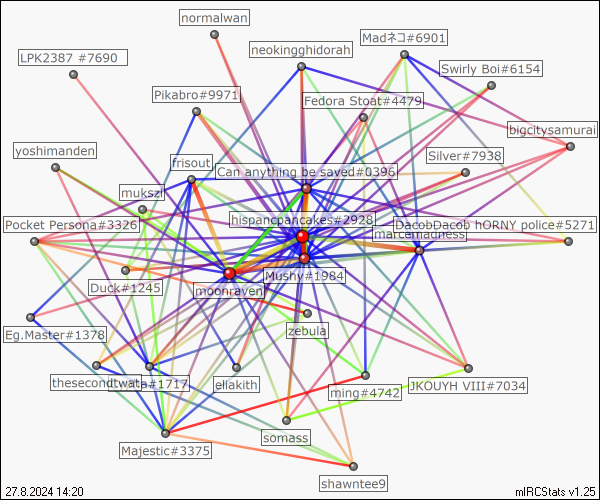 normalwan
neokingghidorah
Madネコ#6901
LPK2387 #7690
Swirly Boi#6154
Pikabro#9971
Fedora Stoat#4479
bigcitysamurai
yoshimanden
frisout
Silver#7938
Can anything be saved#0396
mukszi
Pocket Persona#3326
hispancpancakes#2928
DacobDacob hORNY police#5271
marcemadness
Mushy#1984
Duck#1245
moonraven
zebula
Eg.Master#1378
thesecondtwata#1717
ellakith
ming#4742
JKOUYH VIII#7034
Majestic#3375
somass
shawntee9
27.8.2024 14:20
mIRCStats v1.25